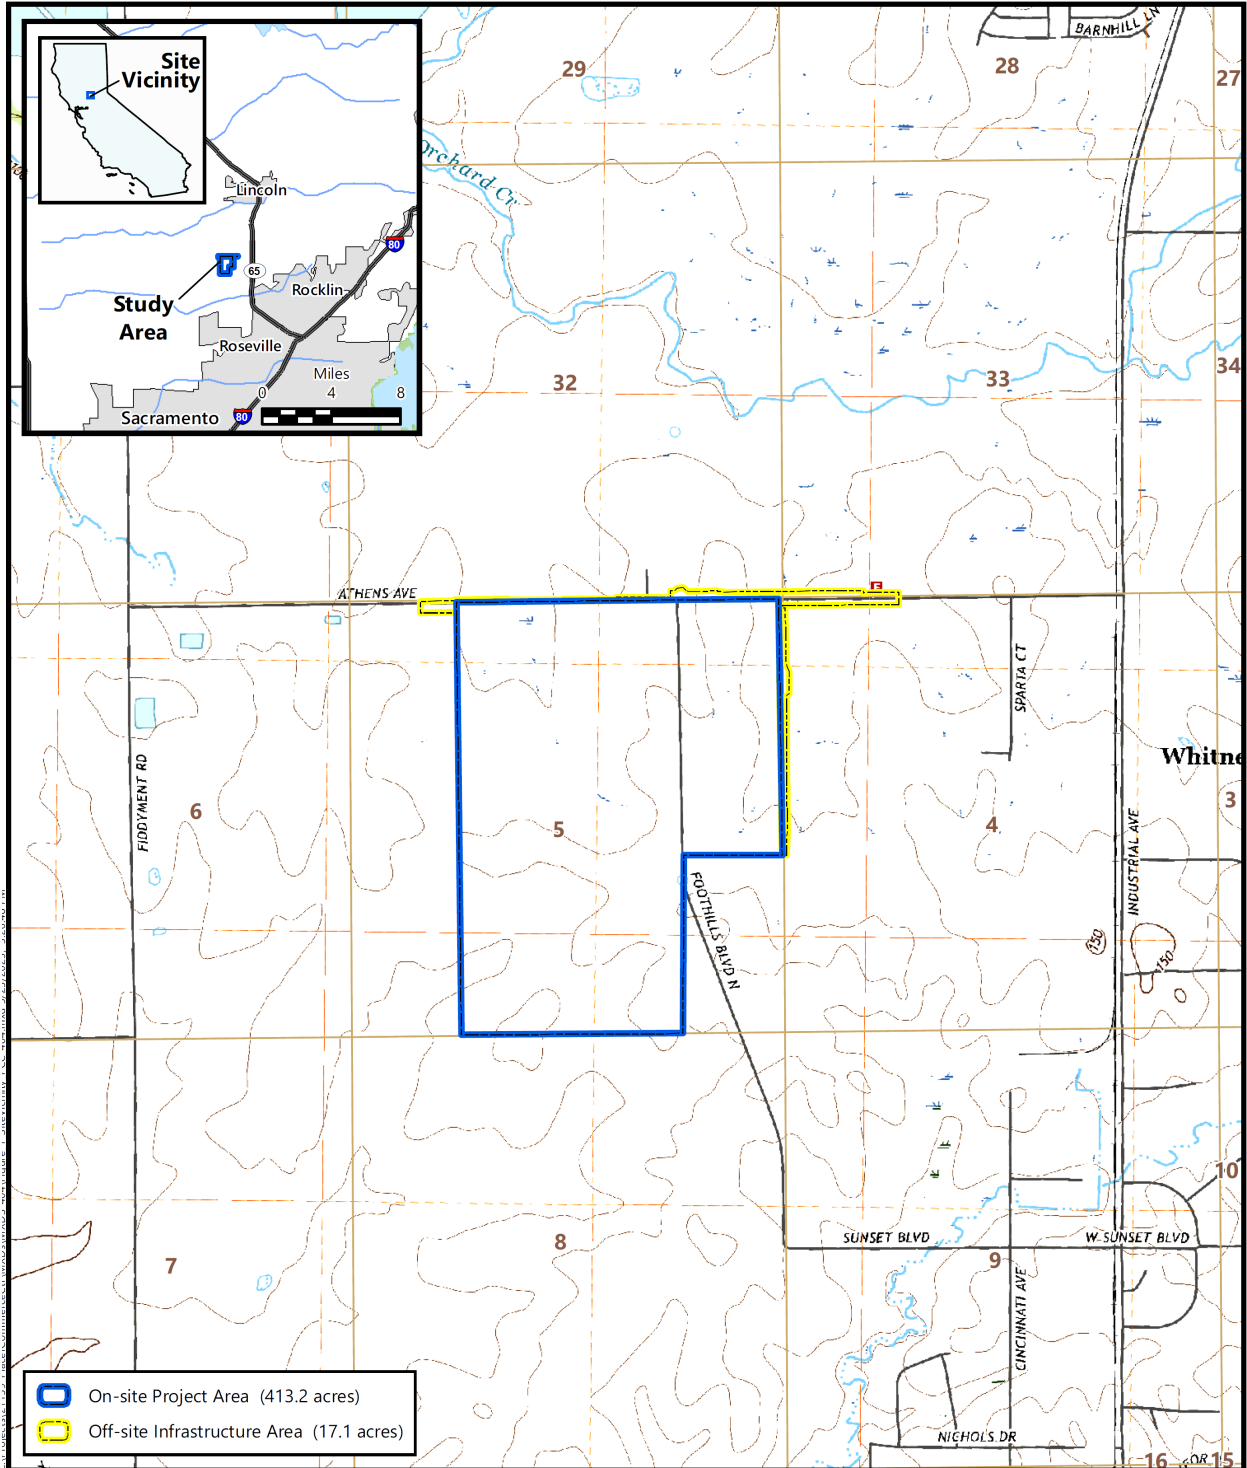 BARNHILL LN
29
28
27
Site
Vicinity
Orchard Cr
Lincoln
80
65
Study
Area
Rocklin
Roseville
Miles
0 4 8
Sacramento
80
32
33
34
ATHENS AVE
F
SPARTA CT
Whitne
FIDDYMENT RD
6
5
4
3
INDUSTRIAL AVE
FOOTHILLS BLVD N
150
150
10
SUNSET BLVD
W SUNSET BLVD
7
8
9
CINCINNATI AVE
On-site Project Area (413.2 acres)
Off-site Infrastructure Area (17.1 acres)
NICHOLS DR
16
15